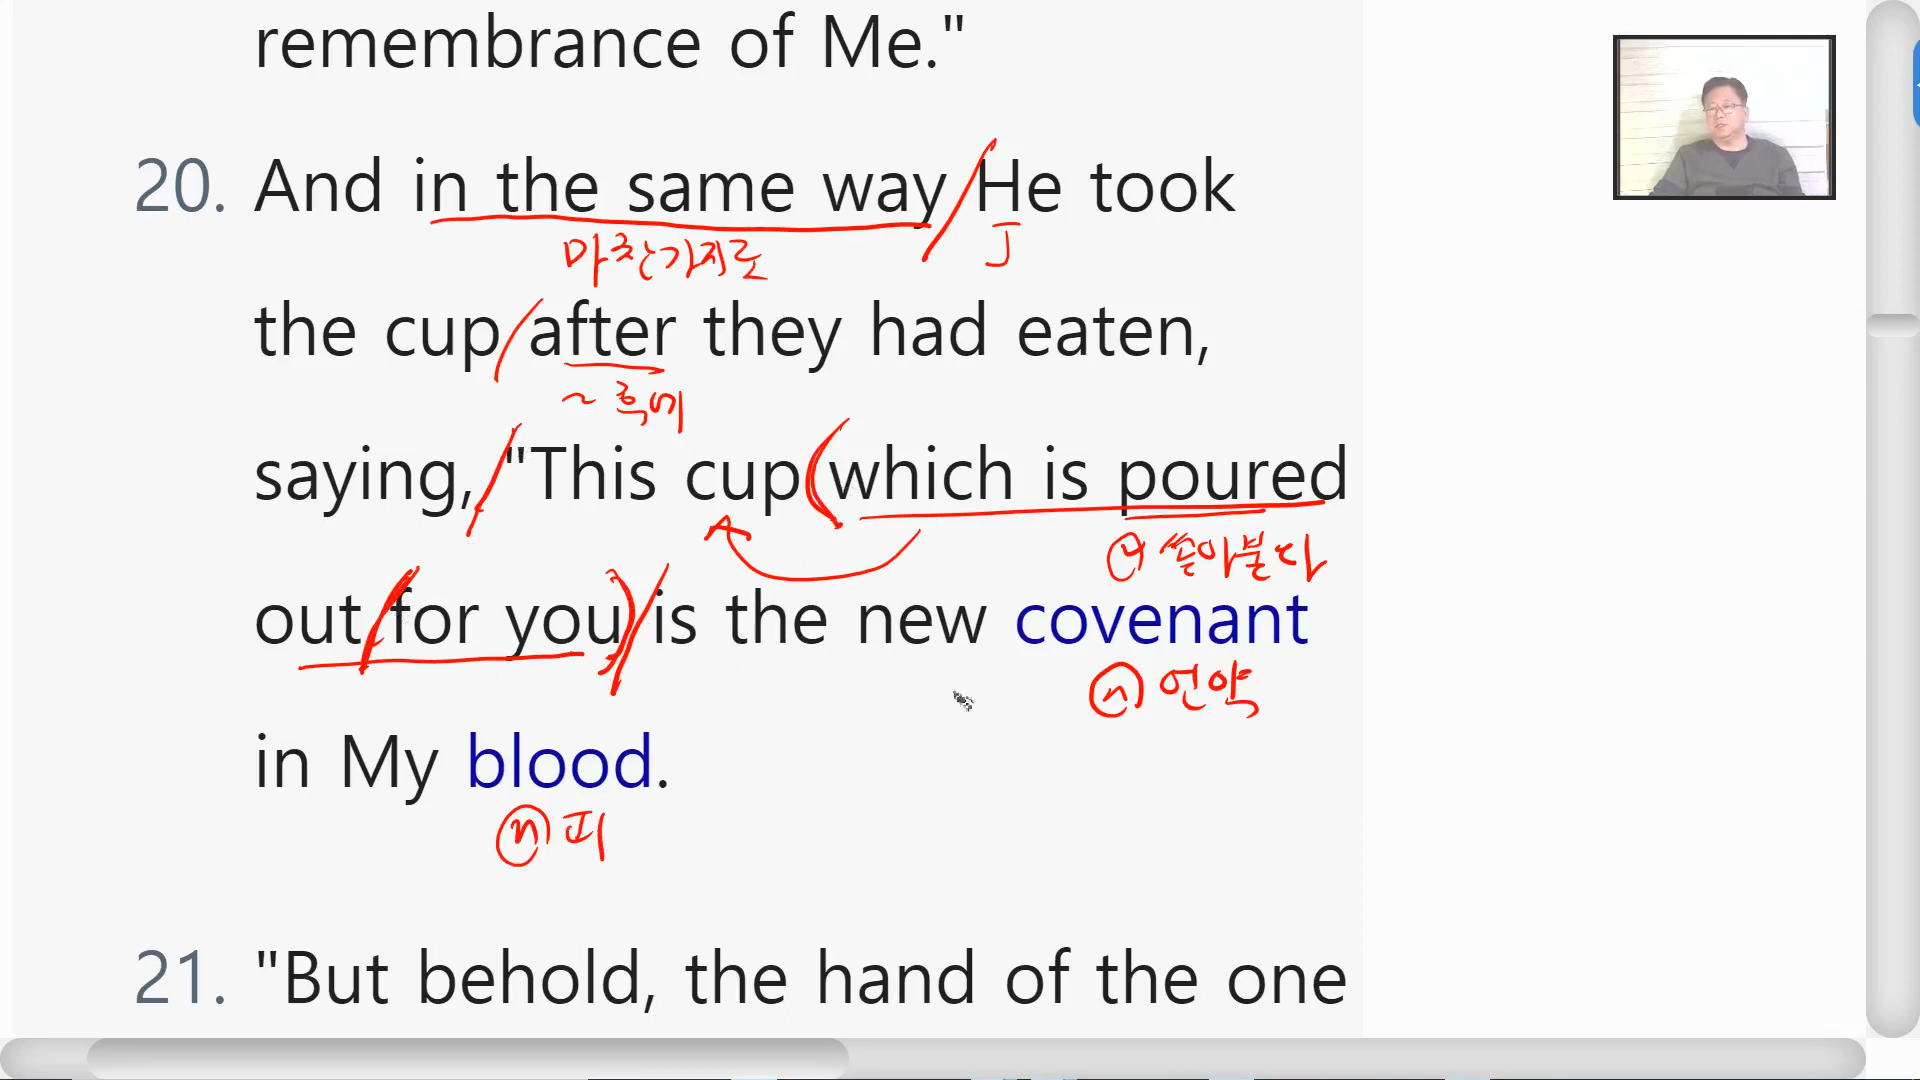 remembrance of Me."
20. And in the same way He took
마찬가지로 J
the cup after they had eaten,
~ 후에
saying, "This cup which is poured
쏟아붓다
out for you is the new covenant
n 언약
in My blood.
n 피
21. "But behold, the hand of the one